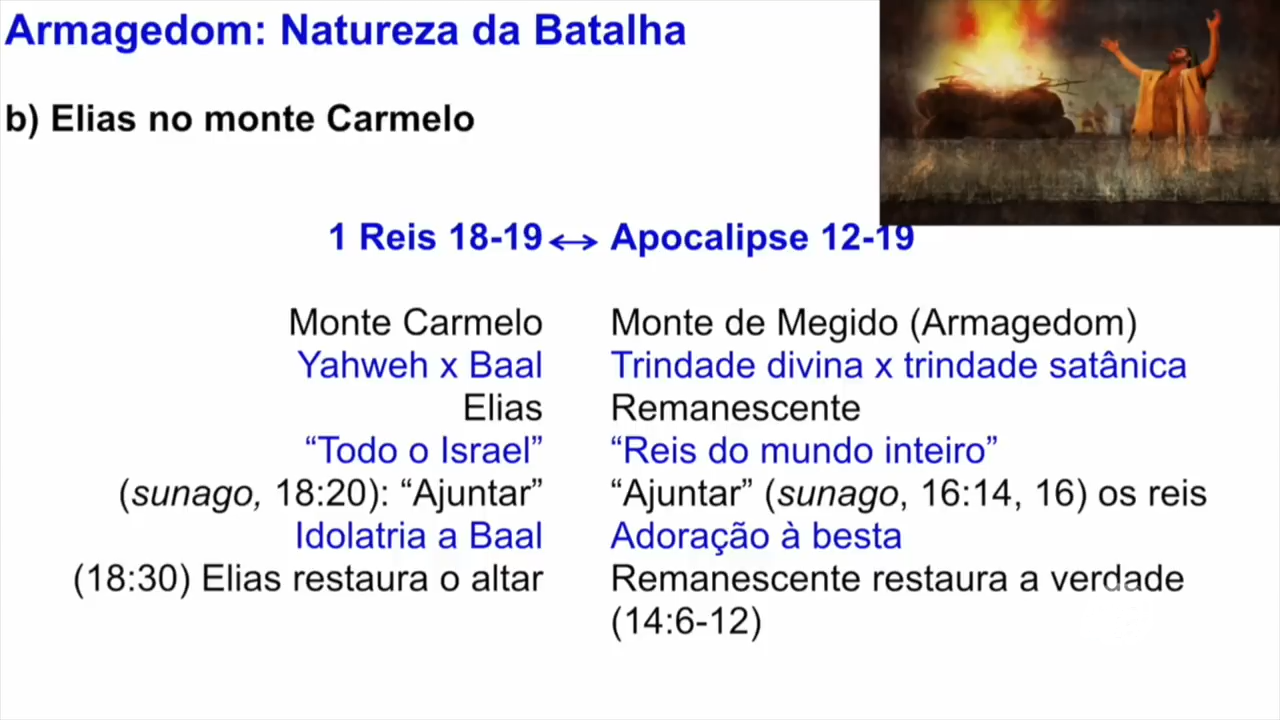 Armagedom: Natureza da Batalha
b) Elias no monte Carmelo
1 Reis 18-19 ↔ Apocalipse 12-19
Monte Carmelo Monte de Megido (Armagedom)
Yahweh x Baal Trindade divina x trindade satânica
Elias Remanescente
“Todo o Israel” “Reis do mundo inteiro”
(sunago, 18:20): “Ajuntar” “Ajuntar” (sunago, 16:14, 16) os reis
Idolatria a Baal Adoração à besta
(18:30) Elias restaura o altar Remanescente restaura a verdade
(14:6-12)